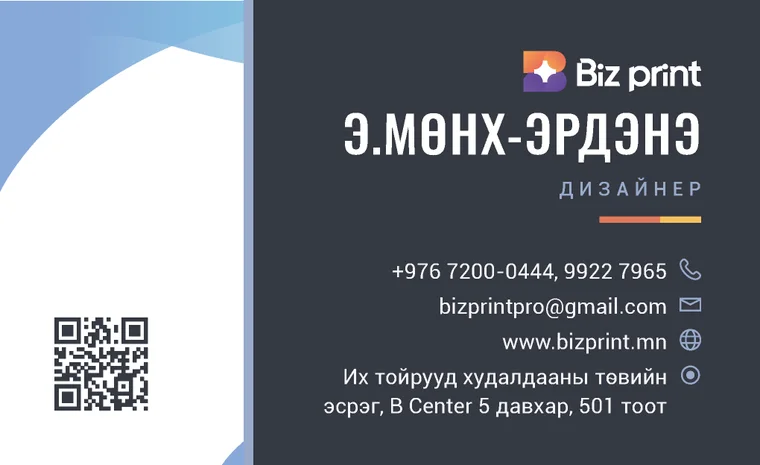 Biz print
Э.МӨНХ-ЭРДЭНЭ
ДИЗАЙНЕР
+976 7200-0444, 9922 7965
bizprintpro@gmail.com
www.bizprint.mn
Их тойрууд худалдааны төвийн
эсрэг, B Center 5 давхар, 501 тоот